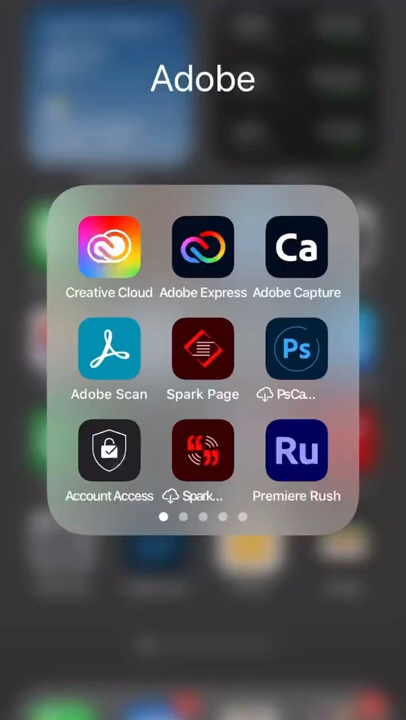 Adobe
Creative Cloud
Adobe Express
Ca
Adobe Capture
Adobe Scan
Spark Page
Ps
PsCa...
Account Access
Spark...
Ru
Premiere Rush